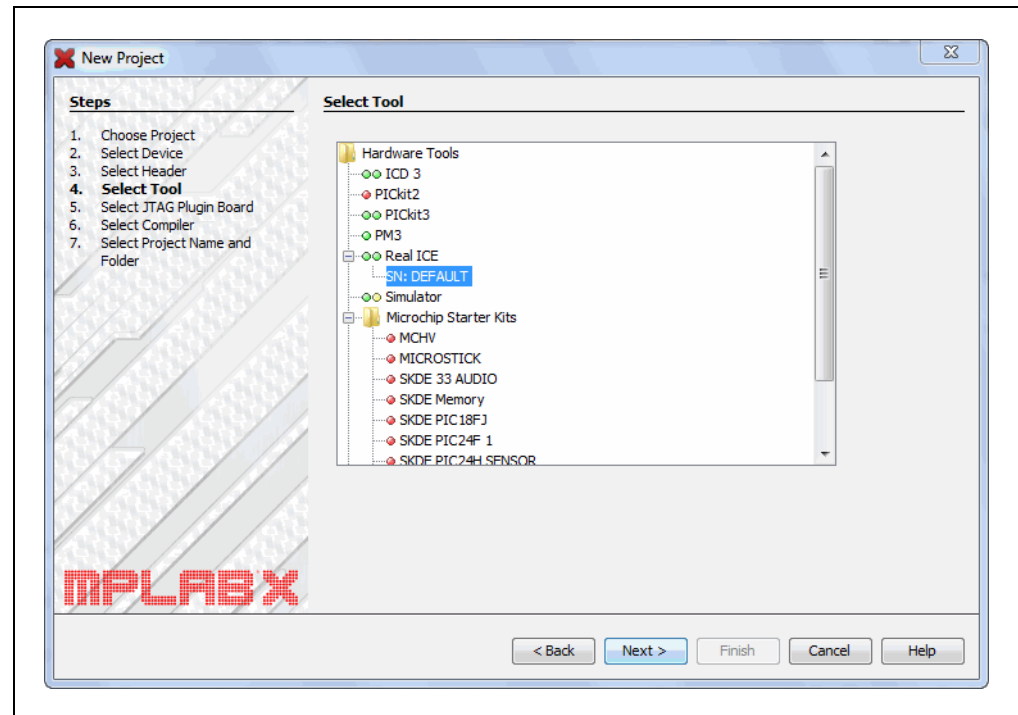 New Project
Steps
1. Choose Project
2. Select Device
3. Select Header
4. Select Tool
5. Select JTAG Plugin Board
6. Select Compiler
7. Select Project Name and
Folder
Select Tool
Hardware Tools
ICD 3
PICkit2
PICkit3
PM3
Real ICE
SN: DEFAULT
Simulator
Microchip Starter Kits
MCHV
MICROSTICK
SKDE 33 AUDIO
SKDE Memory
SKDE PIC18FJ
SKDE PIC24F 1
SKDE PIC24H SENSOR
MPLAB X
< Back
Next >
Finish
Cancel
Help